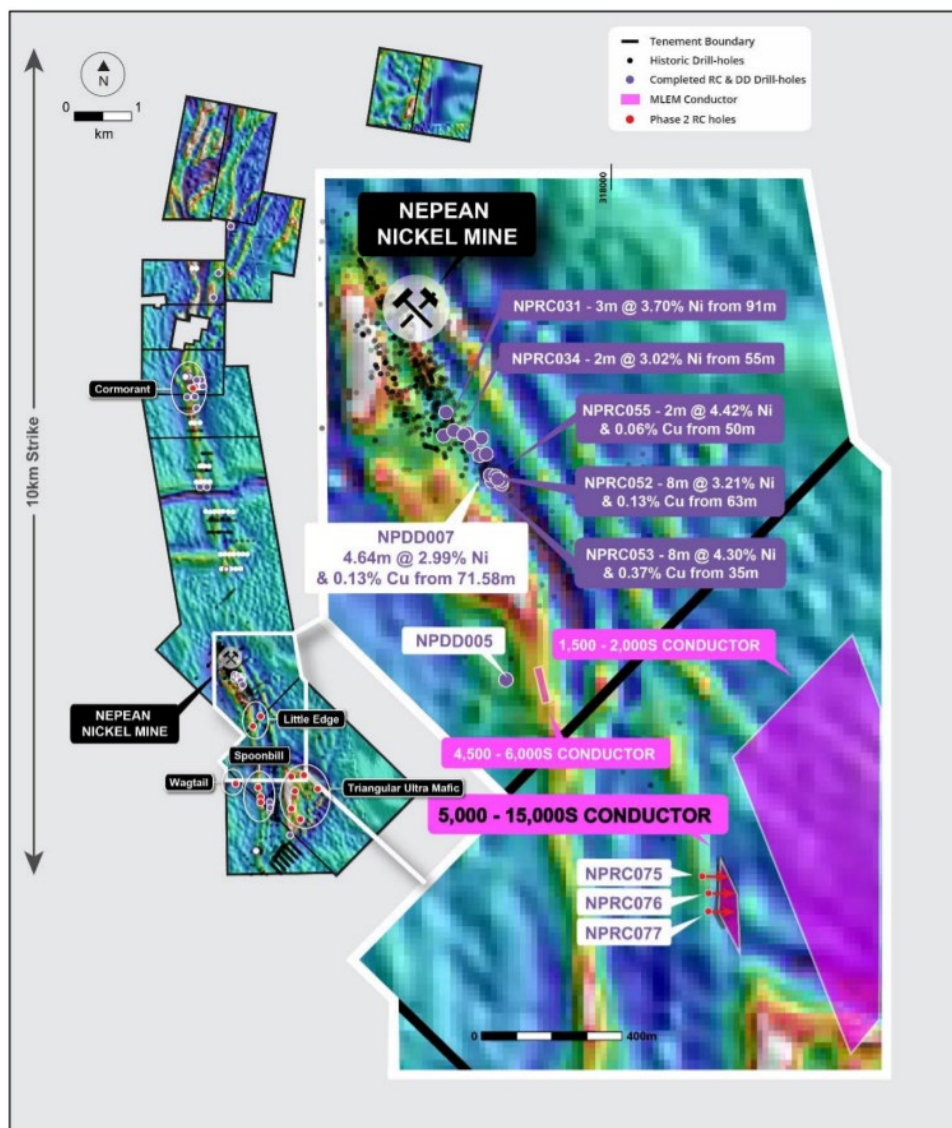 Tenement Boundary
Historic Drill-holes
Completed RC & DD Drill-holes
MLEM Conductor
Phase 2 RC holes
N
0 1
km
10km Strike
318000
NEPEAN
NICKEL MINE
NPRC031 - 3m @ 3.70% Ni from 91m
NPRC034 - 2m @ 3.02% Ni from 55m
NPRC055 - 2m @ 4.42% Ni
& 0.06% Cu from 50m
NPRC052 - 8m @ 3.21% Ni
& 0.13% Cu from 63m
NPDD007
4.64m @ 2.99% Ni
& 0.13% Cu from 71.58m
NPRC053 - 8m @ 4.30% Ni
& 0.37% Cu from 35m
NPDD005
1,500 - 2,000S CONDUCTOR
4,500 - 6,000S CONDUCTOR
5,000 - 15,000S CONDUCTOR
NPRC075
NPRC076
NPRC077
0 400m
Cormorant
NEPEAN
NICKEL MINE
Little Edge
Spoonbill
Wagtail
Triangular Ultra Mafic